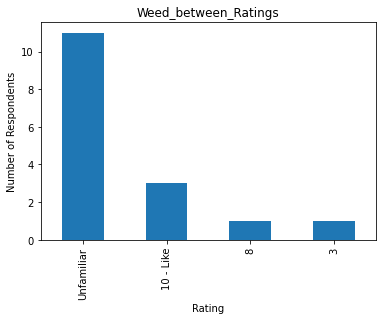 Weed_between_Ratings
Number of Respondents
10
8
6
4
2
0
Unfamiliar
10 - Like
8
3
Rating